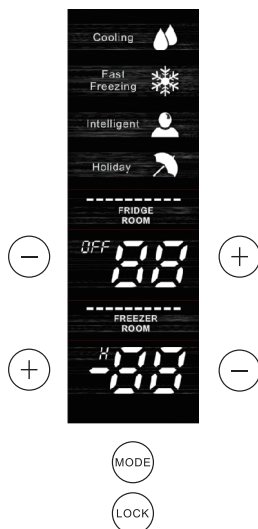 Cooling
Fast
Freezing
Intelligent
Holiday
FRIDGE
ROOM
− OFF 88 +
FREEZER
ROOM
+ H -88 −
MODE
LOCK